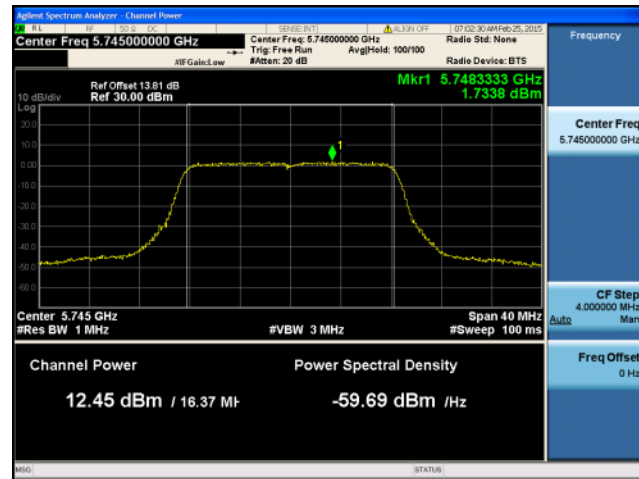 Agilent Spectrum Analyzer - Channel Power
RL RF 50 Ω DC SENSE:INT ALIGN OFF 07:02:30 AM Feb 25, 2015
Center Freq 5.745000000 GHz
Center Freq: 5.745000000 GHz
Radio Std: None
Trig: Free Run Avg|Hold: 100/100
#IFGain:Low #Atten: 20 dB Radio Device: BTS
Ref Offset 13.81 dB
Mkr1 5.7483333 GHz
10 dB/div Ref 30.00 dBm 1.7338 dBm
Log
20.0
10.0
1
0.00
-10.0
-20.0
-30.0
-40.0
-50.0
-60.0
Center 5.745 GHz Span 40 MHz
#Res BW 1 MHz #VBW 3 MHz #Sweep 100 ms
Channel Power Power Spectral Density
12.45 dBm / 16.37 MH -59.69 dBm /Hz
MSG STATUS
Frequency
Center Freq
5.745000000 GHz
CF Step
4.000000 MHz
Auto Man
Freq Offset
0 Hz